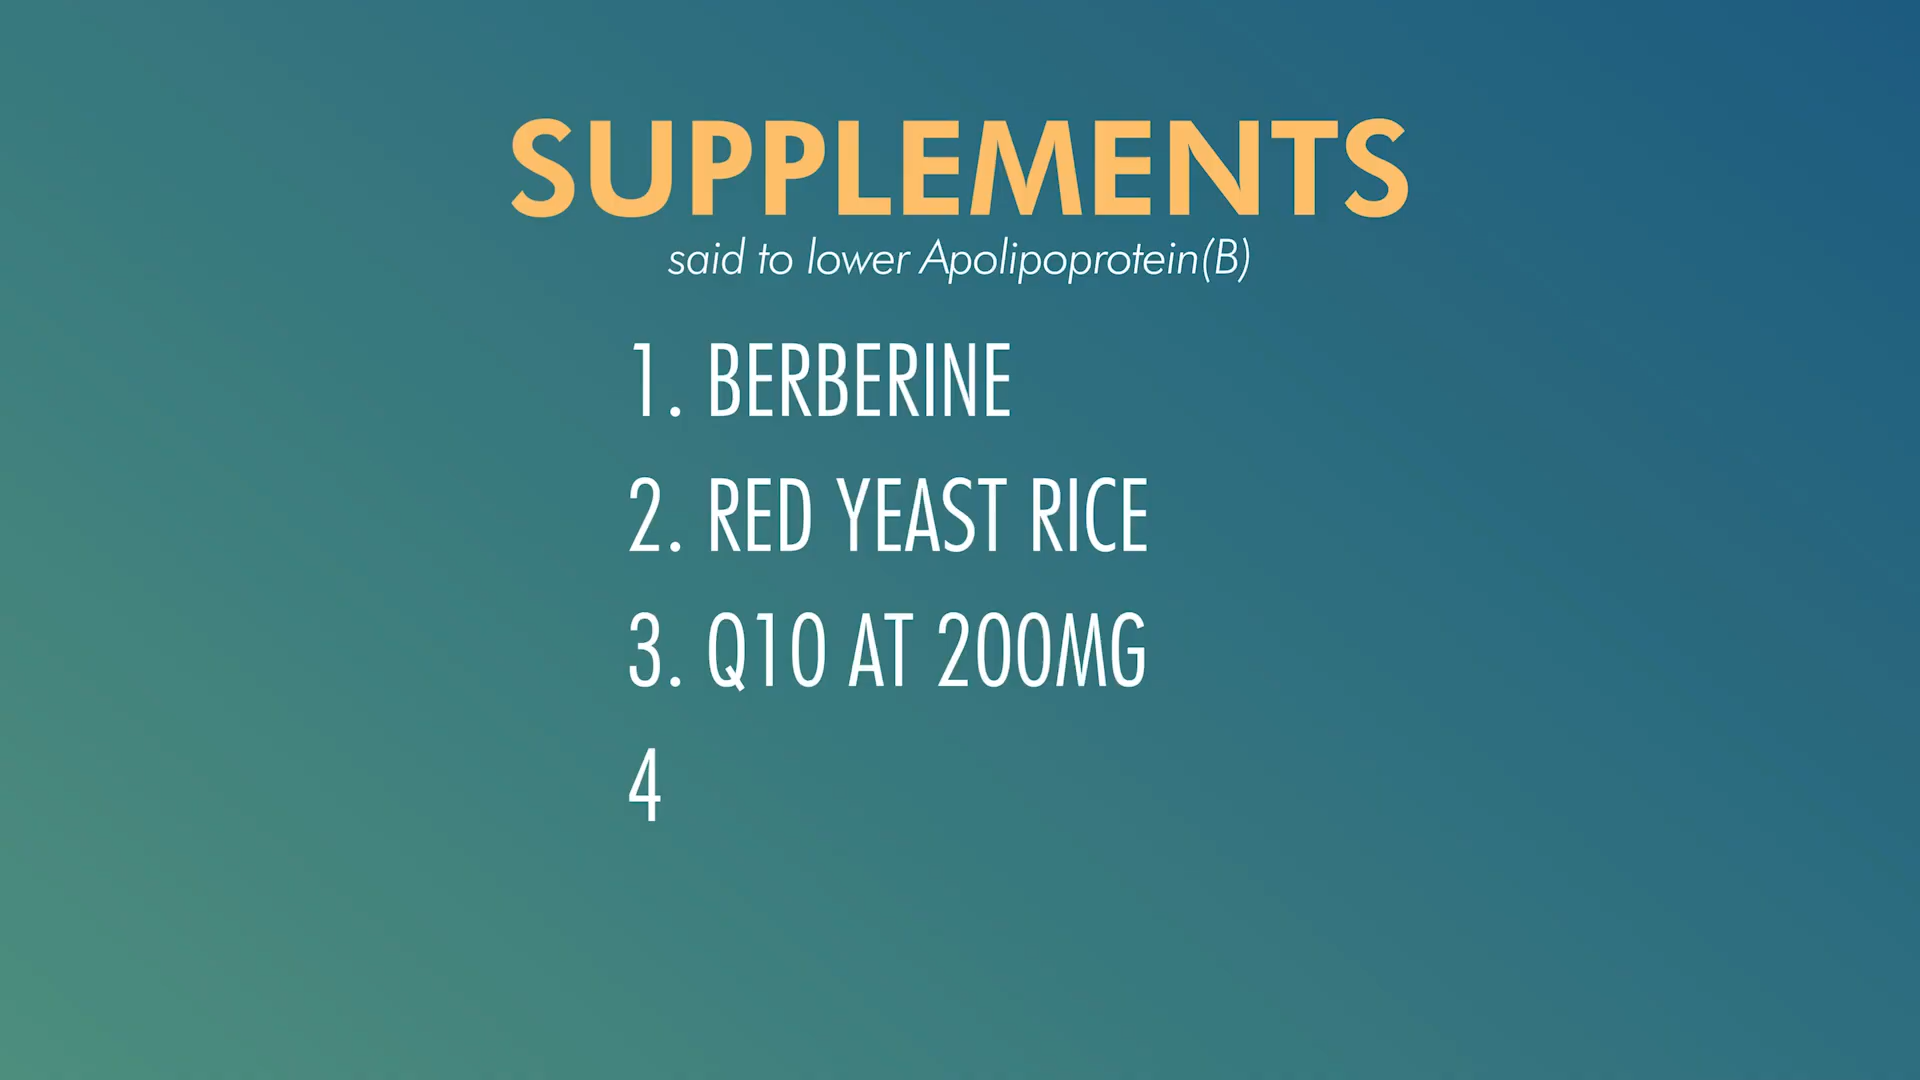 SUPPLEMENTS
said to lower Apolipoprotein(B)
1. BERBERINE
2. RED YEAST RICE
3. Q10 AT 200MG
4